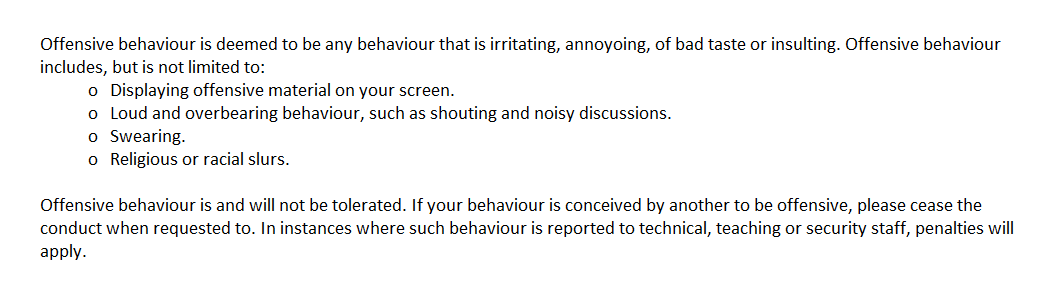 Offensive behaviour is deemed to be any behaviour that is irritating, annoyoing, of bad taste or insulting. Offensive behaviour
includes, but is not limited to:
o Displaying offensive material on your screen.
o Loud and overbearing behaviour, such as shouting and noisy discussions.
o Swearing.
o Religious or racial slurs.
Offensive behaviour is and will not be tolerated. If your behaviour is conceived by another to be offensive, please cease the
conduct when requested to. In instances where such behaviour is reported to technical, teaching or security staff, penalties will
apply.